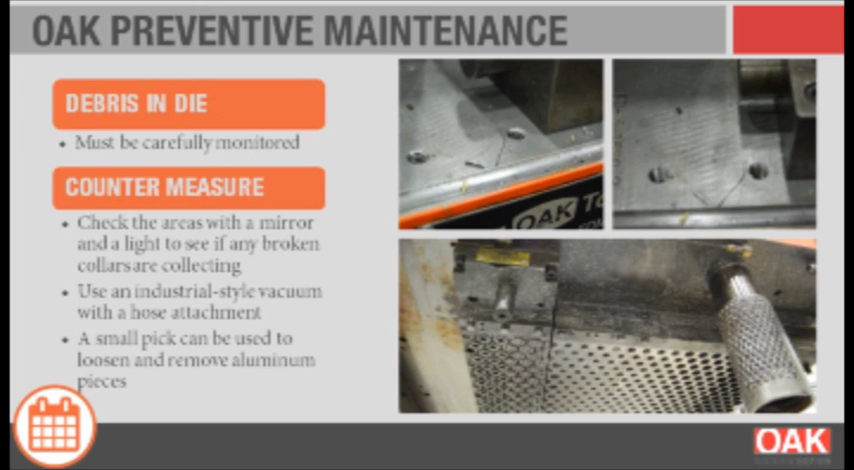 OAK PREVENTIVE MAINTENANCE
DEBRIS IN DIE
• Must be carefully monitored
COUNTER MEASURE
• Check the areas with a mirror
and a light to see if any broken
collars are collecting
• Use an industrial-style vacuum
with a hose attachment
• A small pick can be used to
loosen and remove aluminum
pieces
OAK
OAK